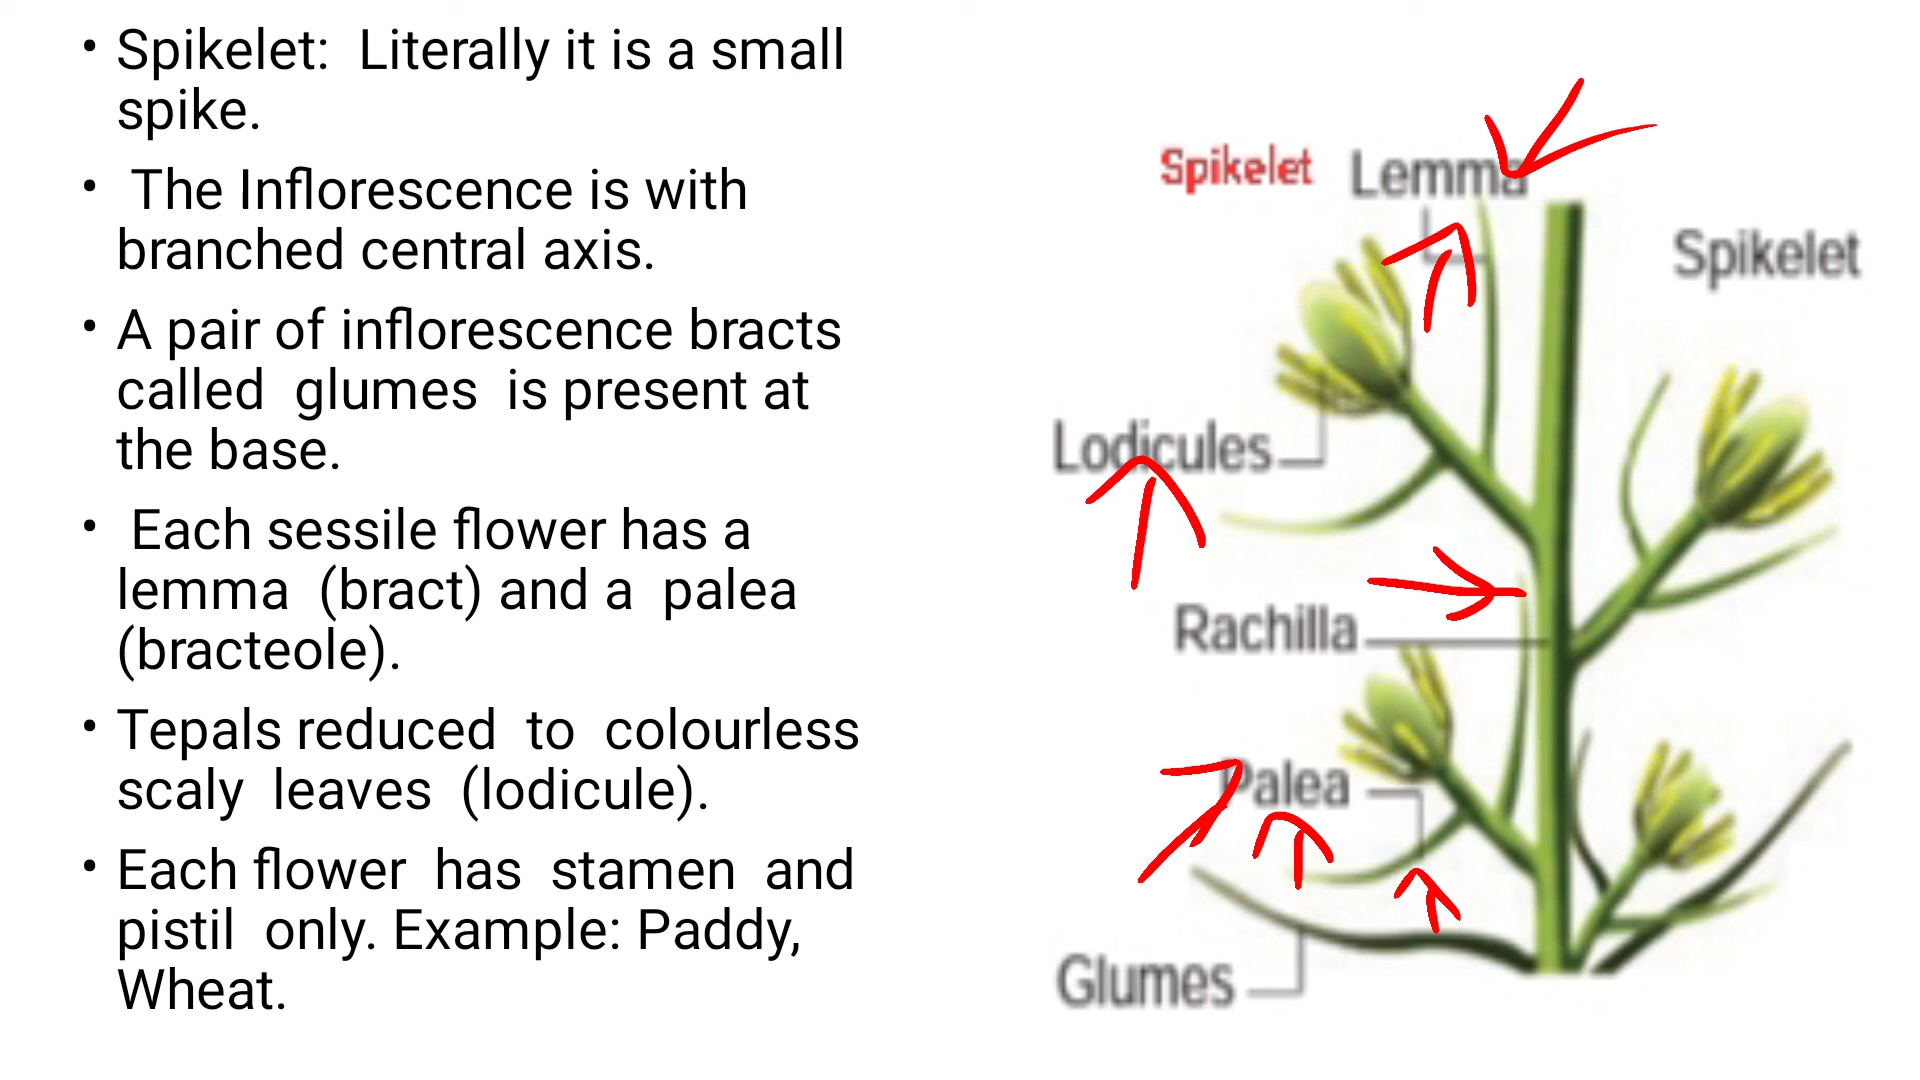 • Spikelet: Literally it is a small
spike.
• The Inflorescence is with
branched central axis.
• A pair of inflorescence bracts
called glumes is present at
the base.
• Each sessile flower has a
lemma (bract) and a palea
(bracteole).
• Tepals reduced to colourless
scaly leaves (lodicule).
• Each flower has stamen and
pistil only. Example: Paddy,
Wheat.
Spikelet
Lemma
Spikelet
Lodicules
Rachilla
Palea
Glumes